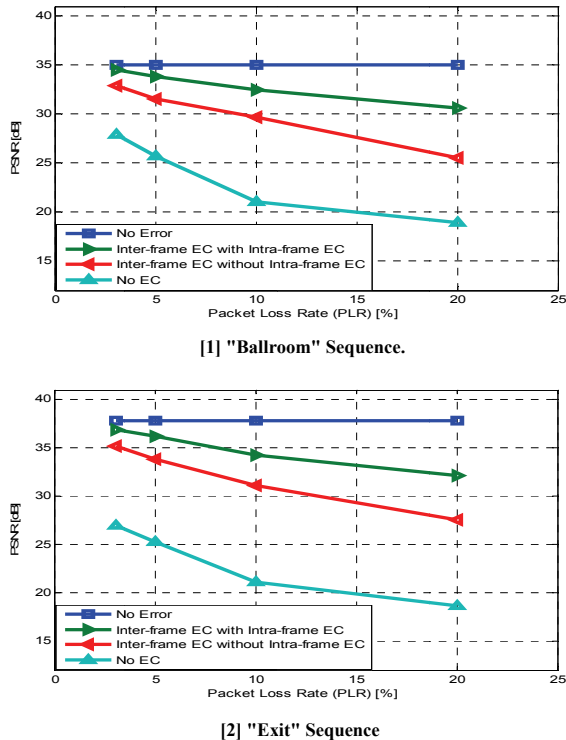 40
35
30
25
20
15
PSNR[dB]
No Error
Inter-frame EC with Intra-frame EC
Inter-frame EC without Intra-frame EC
No EC
0 5 10 15 20 25
Packet Loss Rate (PLR) [%]
[1] "Ballroom" Sequence.
40
35
30
25
20
15
PSNR[dB]
No Error
Inter-frame EC with Intra-frame EC
Inter-frame EC without Intra-frame EC
No EC
0 5 10 15 20 25
Packet Loss Rate (PLR) [%]
[2] "Exit" Sequence